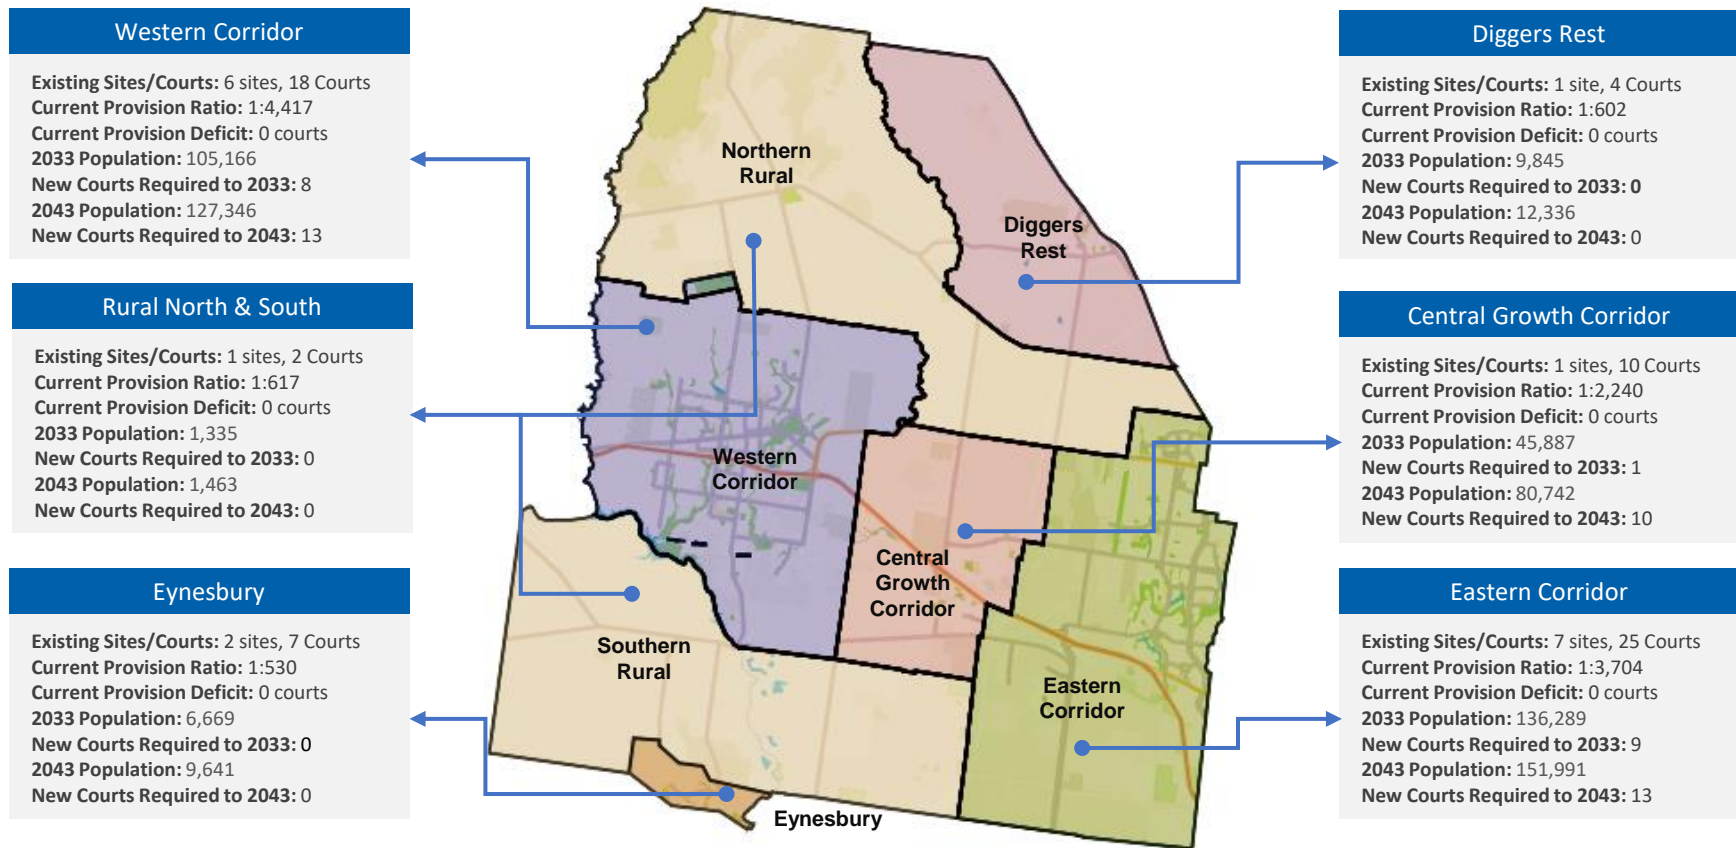 Western Corridor
Existing Sites/Courts: 6 sites, 18 Courts
Current Provision Ratio: 1:4,417
Current Provision Deficit: 0 courts
2033 Population: 105,166
New Courts Required to 2033: 8
2043 Population: 127,346
New Courts Required to 2043: 13
Rural North & South
Existing Sites/Courts: 1 sites, 2 Courts
Current Provision Ratio: 1:617
Current Provision Deficit: 0 courts
2033 Population: 1,335
New Courts Required to 2033: 0
2043 Population: 1,463
New Courts Required to 2043: 0
Eynesbury
Existing Sites/Courts: 2 sites, 7 Courts
Current Provision Ratio: 1:530
Current Provision Deficit: 0 courts
2033 Population: 6,669
New Courts Required to 2033: 0
2043 Population: 9,641
New Courts Required to 2043: 0
Northern
Rural
Diggers
Rest
Western
Corridor
Central
Growth
Corridor
Southern
Rural
Eastern
Corridor
Eynesbury
Diggers Rest
Existing Sites/Courts: 1 site, 4 Courts
Current Provision Ratio: 1:602
Current Provision Deficit: 0 courts
2033 Population: 9,845
New Courts Required to 2033: 0
2043 Population: 12,336
New Courts Required to 2043: 0
Central Growth Corridor
Existing Sites/Courts: 1 sites, 10 Courts
Current Provision Ratio: 1:2,240
Current Provision Deficit: 0 courts
2033 Population: 45,887
New Courts Required to 2033: 1
2043 Population: 80,742
New Courts Required to 2043: 10
Eastern Corridor
Existing Sites/Courts: 7 sites, 25 Courts
Current Provision Ratio: 1:3,704
Current Provision Deficit: 0 courts
2033 Population: 136,289
New Courts Required to 2033: 9
2043 Population: 151,991
New Courts Required to 2043: 13